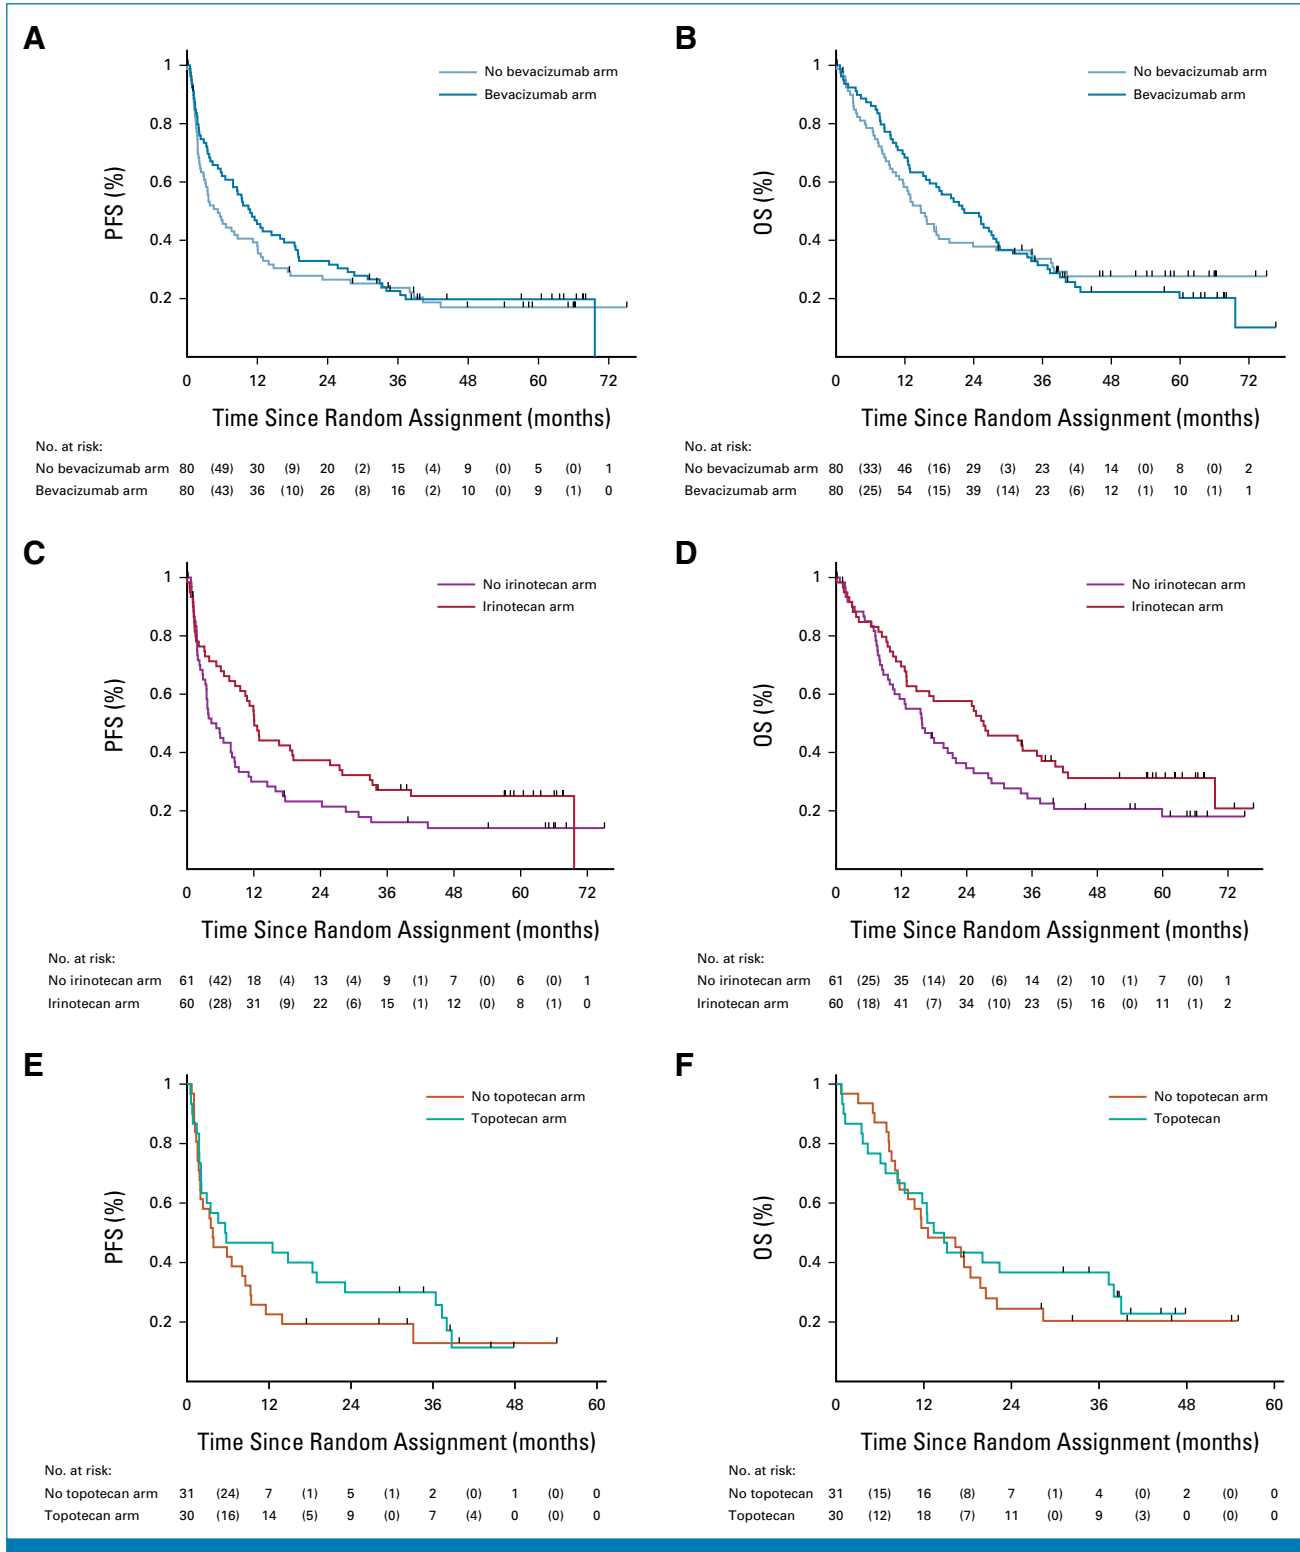 A
PFS (%)
No bevacizumab arm
Bevacizumab arm
1
0.8
0.6
0.4
0.2
0 12 24 36 48 60 72
Time Since Random Assignment (months)
No. at risk:
No bevacizumab arm 80 (49) 30 (9) 20 (2) 15 (4) 9 (0) 5 (0) 1
Bevacizumab arm 80 (43) 36 (10) 26 (8) 16 (2) 10 (0) 9 (1) 0
B
OS (%)
No bevacizumab arm
Bevacizumab arm
1
0.8
0.6
0.4
0.2
0 12 24 36 48 60 72
Time Since Random Assignment (months)
No. at risk:
No bevacizumab arm 80 (33) 46 (16) 29 (3) 23 (4) 14 (0) 8 (0) 2
Bevacizumab arm 80 (25) 54 (15) 39 (14) 23 (6) 12 (1) 10 (1) 1
C
PFS (%)
No irinotecan arm
Irinotecan arm
1
0.8
0.6
0.4
0.2
0 12 24 36 48 60 72
Time Since Random Assignment (months)
No. at risk:
No irinotecan arm 61 (42) 18 (4) 13 (4) 9 (1) 7 (0) 6 (0) 1
Irinotecan arm 60 (28) 31 (9) 22 (6) 15 (1) 12 (0) 8 (1) 0
D
OS (%)
No irinotecan arm
Irinotecan arm
1
0.8
0.6
0.4
0.2
0 12 24 36 48 60 72
Time Since Random Assignment (months)
No. at risk:
No irinotecan arm 61 (25) 35 (14) 20 (6) 14 (2) 10 (1) 7 (0) 1
Irinotecan arm 60 (18) 41 (7) 34 (10) 23 (5) 16 (0) 11 (1) 2
E
PFS (%)
No topotecan arm
Topotecan arm
1
0.8
0.6
0.4
0.2
0 12 24 36 48 60
Time Since Random Assignment (months)
No. at risk:
No topotecan arm 31 (24) 7 (1) 5 (1) 2 (0) 1 (0) 0
Topotecan arm 30 (16) 14 (5) 9 (0) 7 (4) 0 (0) 0
F
OS (%)
No topotecan arm
Topotecan
1
0.8
0.6
0.4
0.2
0 12 24 36 48 60
Time Since Random Assignment (months)
No. at risk:
No topotecan 31 (15) 16 (8) 7 (1) 4 (0) 2 (0) 0
Topotecan 30 (12) 18 (7) 11 (0) 9 (3) 0 (0) 0